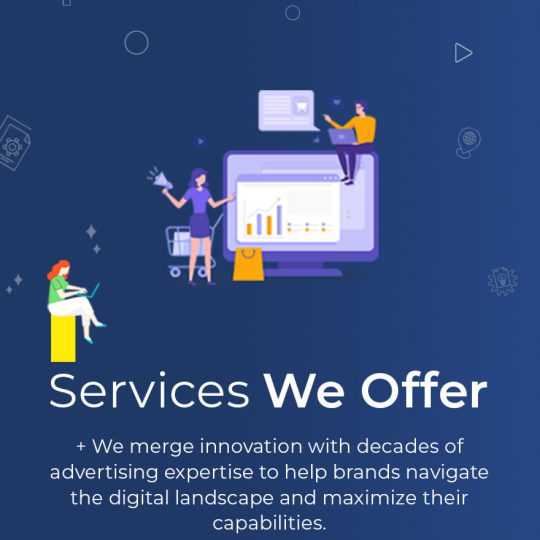 Services We Offer
+ We merge innovation with decades of
advertising expertise to help brands navigate
the digital landscape and maximize their
capabilities.